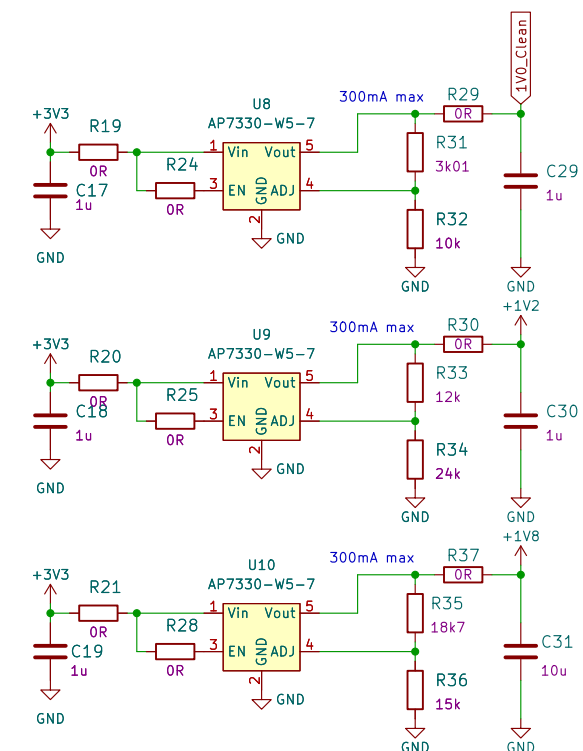 1V0_Clean
300mA max
R29
0R
U8
AP7330-W5-7
+3V3
R19
0R
C17
1u
GND
R24
0R
1
Vin
Vout
5
3
EN
GND
ADJ
4
2
GND
R31
3k01
R32
10k
GND
C29
1u
GND
+1V2
300mA max
R30
0R
U9
AP7330-W5-7
+3V3
R20
0R
C18
1u
GND
R25
0R
1
Vin
Vout
5
3
EN
GND
ADJ
4
2
GND
R33
12k
R34
24k
GND
C30
1u
GND
+1V8
300mA max
R37
0R
U10
AP7330-W5-7
+3V3
R21
0R
C19
1u
GND
R28
0R
1
Vin
Vout
5
3
EN
GND
ADJ
4
2
GND
R35
18k7
R36
15k
GND
C31
10u
GND